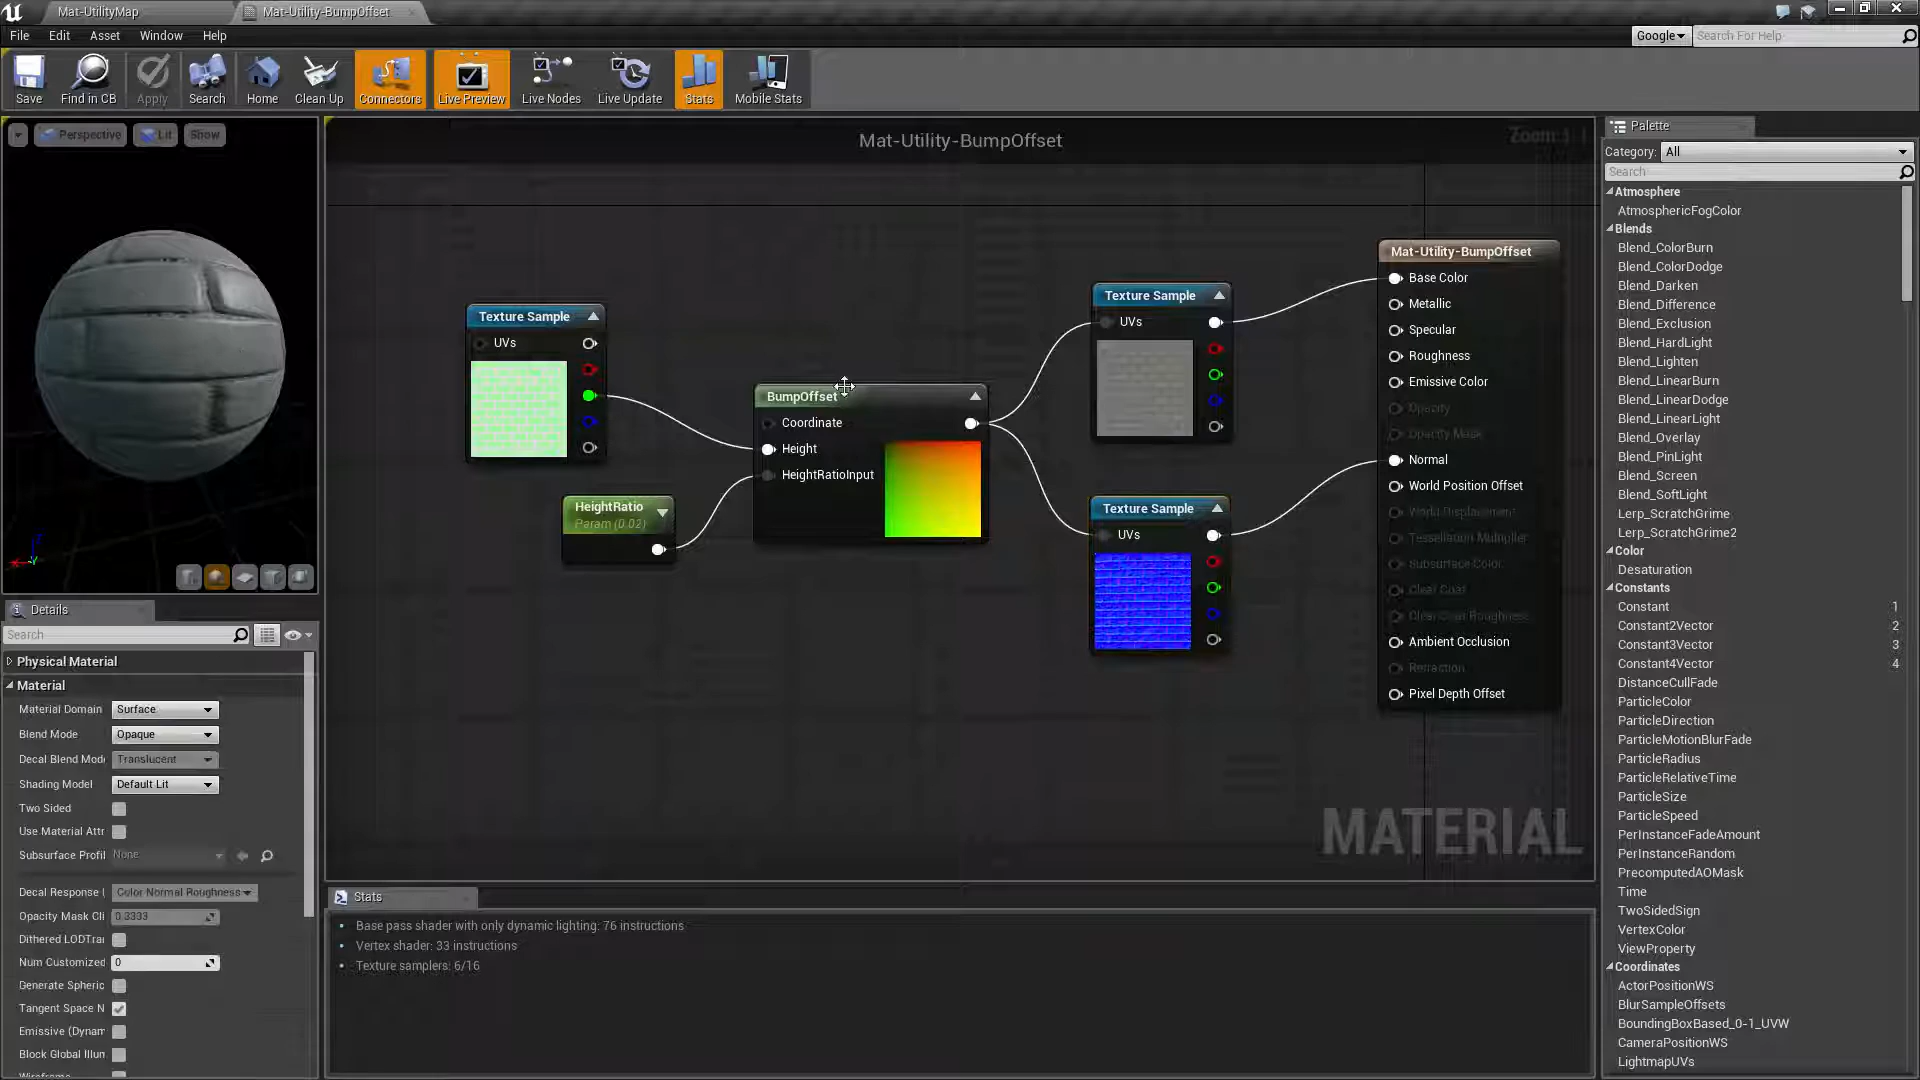 Mat-UtilityMap
Mat-Utility-BumpOffset
File Edit Asset Window Help
Google
Search For Help
Save
Find in CB
Apply
Search
Home
Clean Up
Connectors
Live Preview
Live Nodes
Live Update
Stats
Mobile Stats
Perspective
Lit
Show
Mat-Utility-BumpOffset
Zoom 1:1
Texture Sample
UVs
HeightRatio
Param (0.02)
BumpOffset
Coordinate
Height
HeightRatioInput
Texture Sample
UVs
Texture Sample
UVs
Mat-Utility-BumpOffset
Base Color
Metallic
Specular
Roughness
Emissive Color
Opacity
Opacity Mask
Normal
World Position Offset
World Displacement
Tessellation Multiplier
Subsurface Color
Clear Coat
Clear Coat Roughness
Ambient Occlusion
Refraction
Pixel Depth Offset
MATERIAL
Details
Search
Physical Material
Material
Material Domain Surface
Blend Mode Opaque
Decal Blend Mod Translucent
Shading Model Default Lit
Two Sided
Use Material Attr
Subsurface Profil None
Decal Response ( Color Normal Roughness
Opacity Mask Cli 0.3333
Dithered LODTra
Num Customized 0
Generate Spheric
Tangent Space N
Emissive (Dynam
Block Global Illum
Wireframe
Stats
Base pass shader with only dynamic lighting: 76 instructions
Vertex shader: 33 instructions
Texture samplers: 6/16
Palette
Category: All
Search
Atmosphere
AtmosphericFogColor
Blends
Blend_ColorBurn
Blend_ColorDodge
Blend_Darken
Blend_Difference
Blend_Exclusion
Blend_HardLight
Blend_Lighten
Blend_LinearBurn
Blend_LinearDodge
Blend_LinearLight
Blend_Overlay
Blend_PinLight
Blend_Screen
Blend_SoftLight
Lerp_ScratchGrime
Lerp_ScratchGrime2
Color
Desaturation
Constants
Constant 1
Constant2Vector 2
Constant3Vector 3
Constant4Vector 4
DistanceCullFade
ParticleColor
ParticleDirection
ParticleMotionBlurFade
ParticleRadius
ParticleRelativeTime
ParticleSize
ParticleSpeed
PerInstanceFadeAmount
PerInstanceRandom
PrecomputedAOMask
Time
TwoSidedSign
VertexColor
ViewProperty
Coordinates
ActorPositionWS
BlurSampleOffsets
BoundingBoxBased_0-1_UVW
CameraPositionWS
LightmapUVs